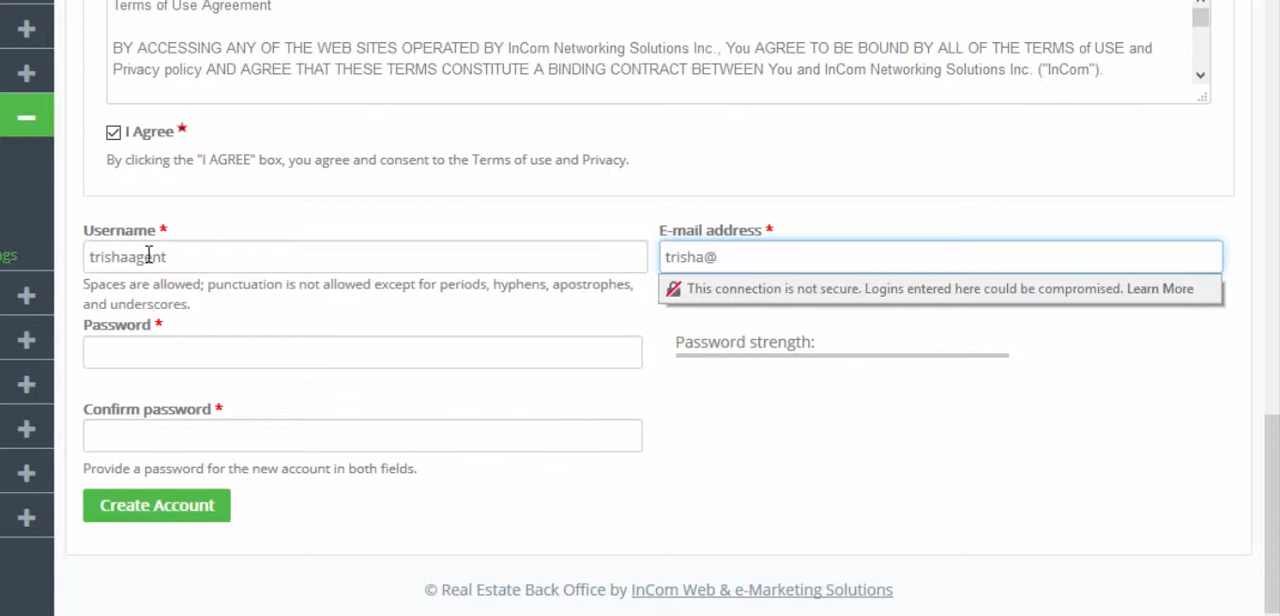 Terms of Use Agreement
BY ACCESSING ANY OF THE WEB SITES OPERATED BY InCom Networking Solutions Inc., You AGREE TO BE BOUND BY ALL OF THE TERMS of USE and
Privacy policy AND AGREE THAT THESE TERMS CONSTITUTE A BINDING CONTRACT BETWEEN You and InCom Networking Solutions Inc. ("InCom").
I Agree *
By clicking the "I AGREE" box, you agree and consent to the Terms of use and Privacy.
Username *
E-mail address *
trishaagent
trisha@
ags
Spaces are allowed; punctuation is not allowed except for periods, hyphens, apostrophes,
and underscores.
This connection is not secure. Logins entered here could be compromised. Learn More
Password *
Password strength:
Confirm password *
Provide a password for the new account in both fields.
Create Account
© Real Estate Back Office by InCom Web & e-Marketing Solutions